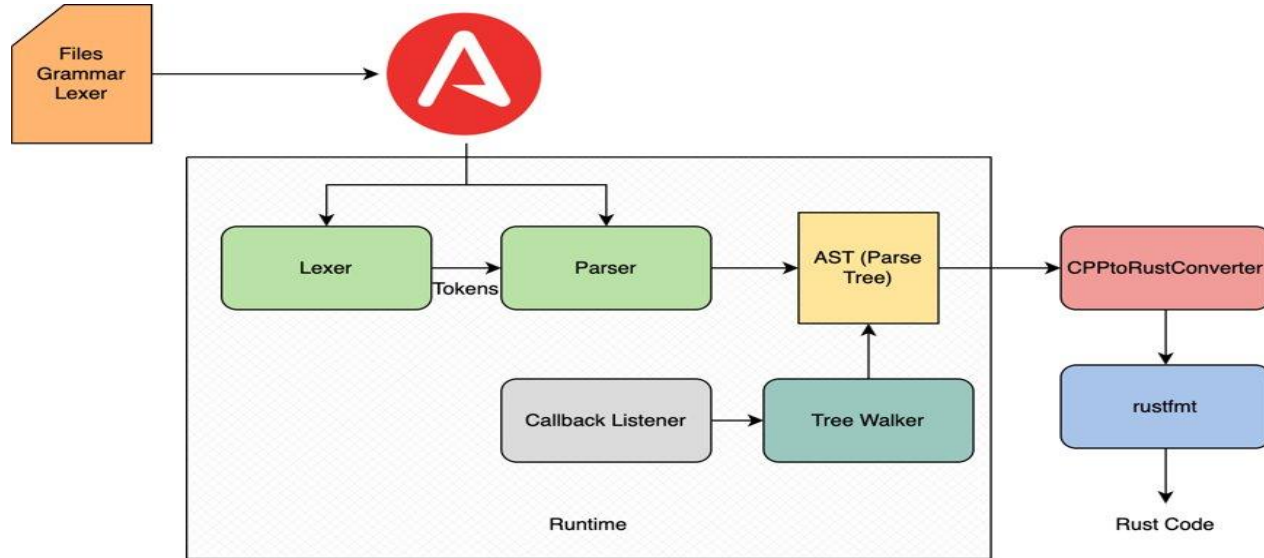 Files
Grammar
Lexer
Lexer
Tokens
Parser
AST (Parse
Tree)
CPPtoRustConverter
Callback Listener
Tree Walker
rustfmt
Runtime
Rust Code